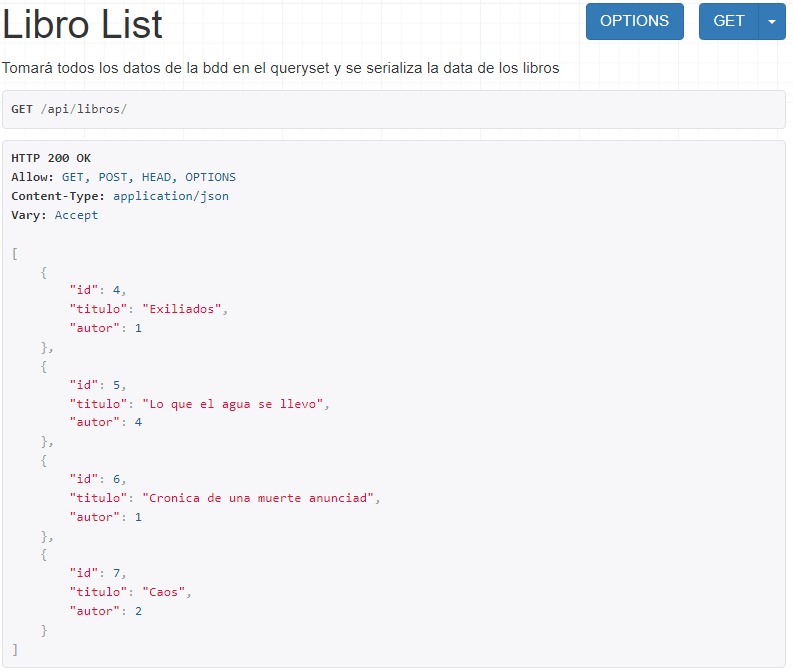 Libro List
OPTIONS
GET
Tomará todos los datos de la bdd en el queryset y se serializa la data de los libros
GET /api/libros/
HTTP 200 OK
Allow: GET, POST, HEAD, OPTIONS
Content-Type: application/json
Vary: Accept
[
    {
        "id": 4,
        "titulo": "Exiliados",
        "autor": 1
    },
    {
        "id": 5,
        "titulo": "Lo que el agua se llevo",
        "autor": 4
    },
    {
        "id": 6,
        "titulo": "Cronica de una muerte anunciad",
        "autor": 1
    },
    {
        "id": 7,
        "titulo": "Caos",
        "autor": 2
    }
]